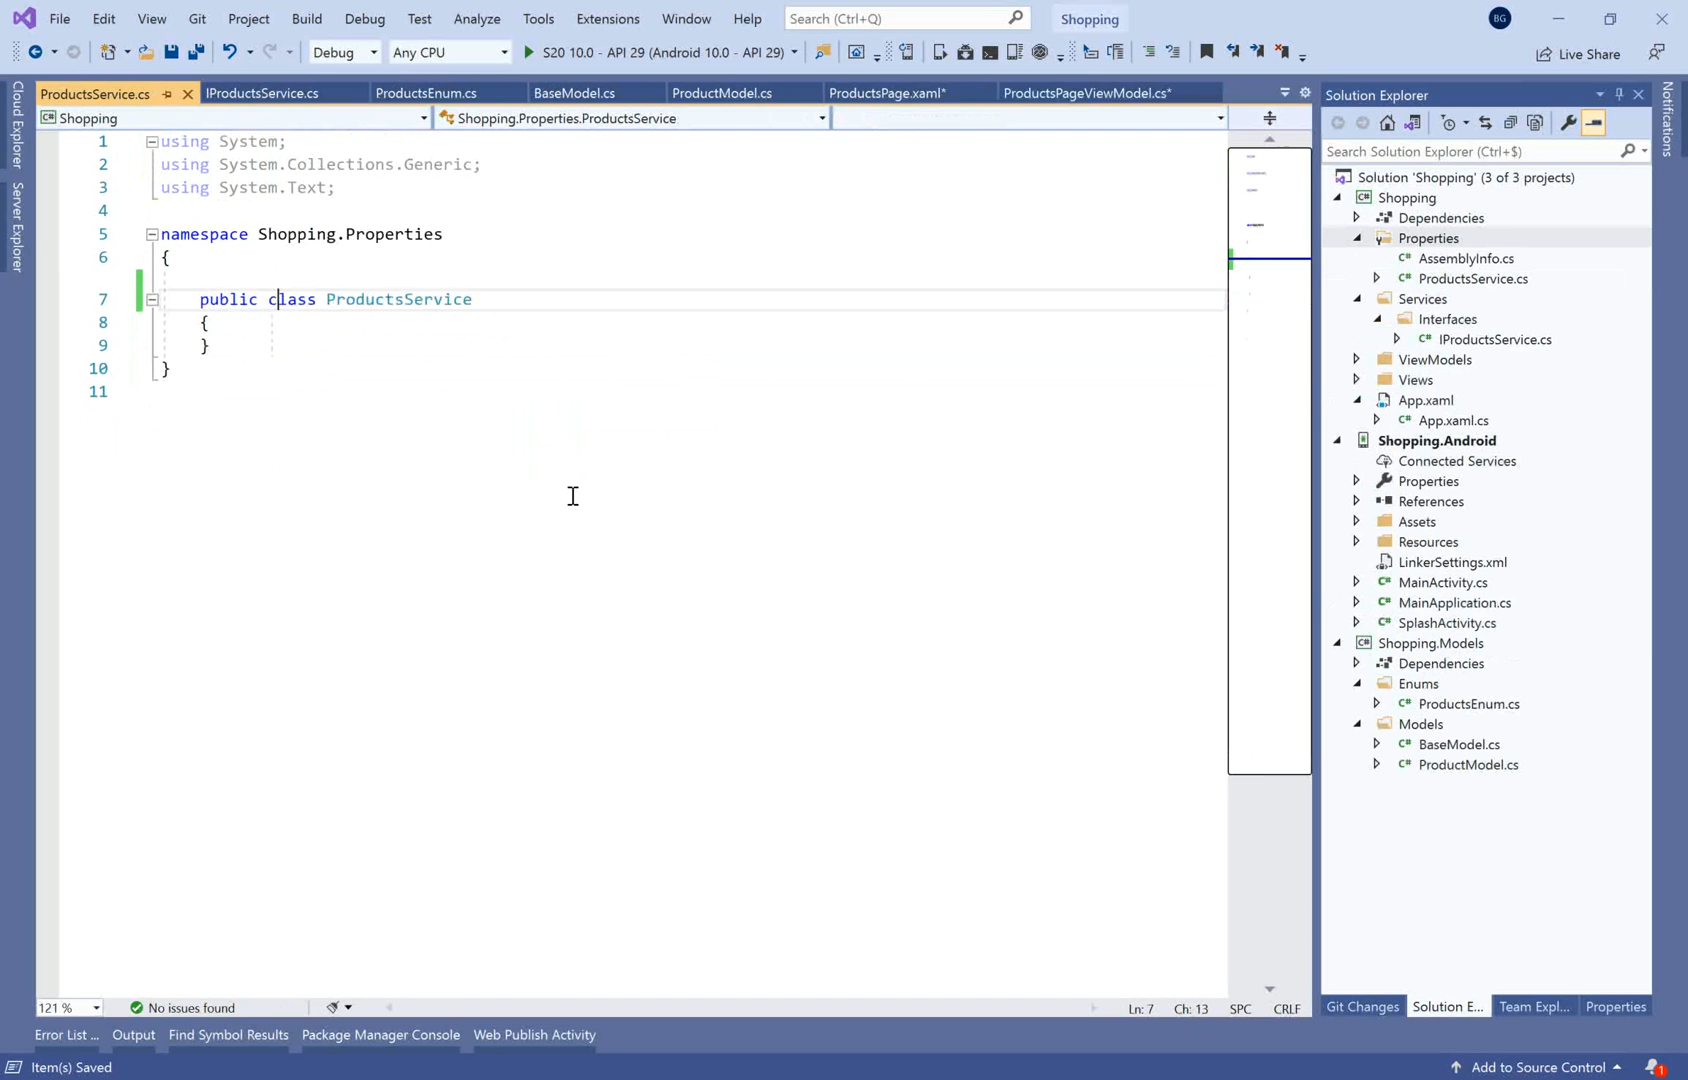 File Edit View Git Project Build Debug Test Analyze Tools Extensions Window Help Search (Ctrl+Q) Shopping BG
Debug Any CPU S20 10.0 - API 29 (Android 10.0 - API 29) Live Share
ProductsService.cs IProductsService.cs ProductsEnum.cs BaseModel.cs ProductModel.cs ProductsPage.xaml* ProductsPageViewModel.cs*
Shopping Shopping.Properties.ProductsService
Cloud Explorer
Server Explorer
1 using System;
2 using System.Collections.Generic;
3 using System.Text;
4
5 namespace Shopping.Properties
6 {
7 public class ProductsService
8 {
9 }
10 }
11
121 % No issues found Ln: 7 Ch: 13 SPC CRLF
Solution Explorer
Search Solution Explorer (Ctrl+$)
Solution 'Shopping' (3 of 3 projects)
C# Shopping
Dependencies
Properties
C# AssemblyInfo.cs
C# ProductsService.cs
Services
Interfaces
C# IProductsService.cs
ViewModels
Views
App.xaml
C# App.xaml.cs
Shopping.Android
Connected Services
Properties
References
Assets
Resources
LinkerSettings.xml
C# MainActivity.cs
C# MainApplication.cs
C# SplashActivity.cs
C# Shopping.Models
Dependencies
Enums
C# ProductsEnum.cs
Models
C# BaseModel.cs
C# ProductModel.cs
Notifications
Git Changes Solution E... Team Expl... Properties
Error List ... Output Find Symbol Results Package Manager Console Web Publish Activity
Item(s) Saved Add to Source Control 1